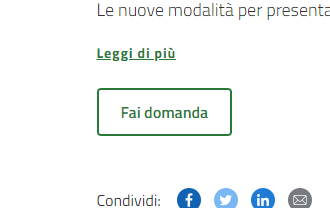 Le nuove modalità per presenta
Leggi di più
Fai domanda
Condividi: